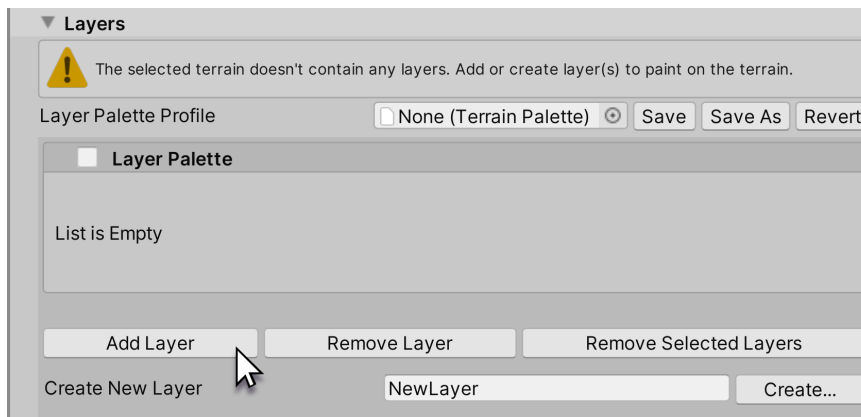 Layers
The selected terrain doesn't contain any layers. Add or create layer(s) to paint on the terrain.
Layer Palette Profile None (Terrain Palette) Save Save As Revert
Layer Palette
List is Empty
Add Layer Remove Layer Remove Selected Layers
Create New Layer NewLayer Create...